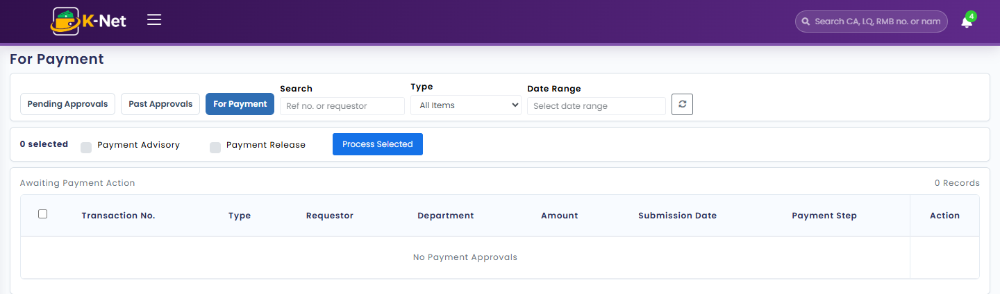 K-Net
Search CA, LQ, RMB no. or nam
4
For Payment
Pending Approvals
Past Approvals
For Payment
Search
Ref no. or requestor
Type
All Items
Date Range
Select date range
0 selected
Payment Advisory
Payment Release
Process Selected
Awaiting Payment Action
0 Records
Transaction No. Type Requestor Department Amount Submission Date Payment Step Action
No Payment Approvals